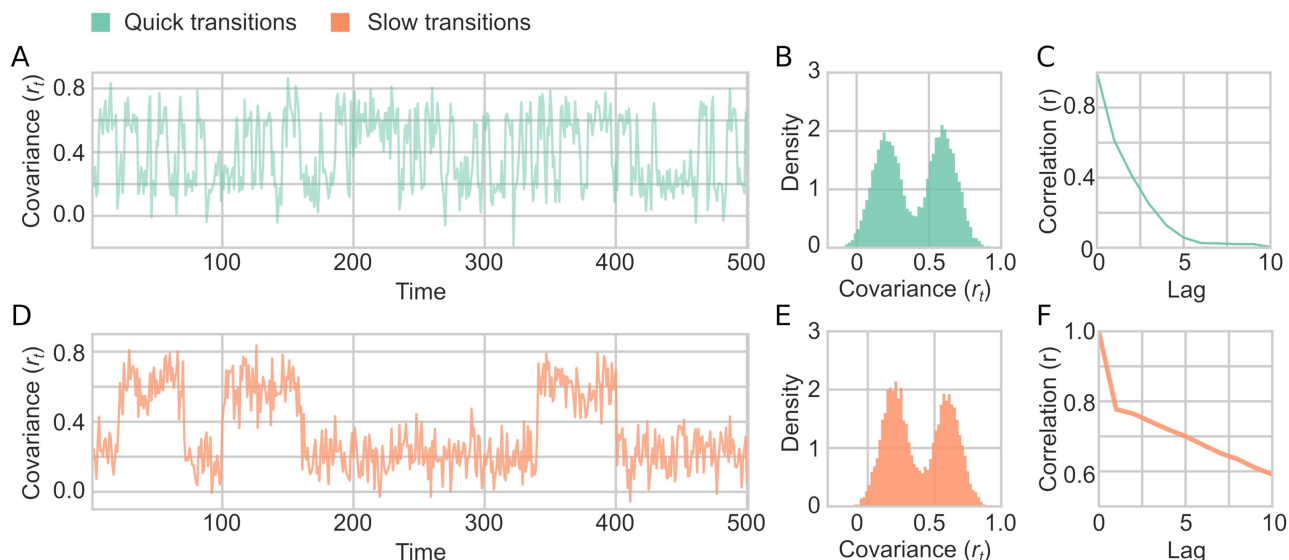 Quick transitions Slow transitions
A
Covariance (rₜ)
0.8
0.4
0.0
100 200 300 400 500
Time
B
Density
3
2
1
0
0 0.5 1.0
Covariance (rₜ)
C
Correlation (r)
0.8
0.4
0
0 5 10
Lag
D
Covariance (rₜ)
0.8
0.4
0.0
100 200 300 400 500
Time
E
Density
3
2
1
0
0 0.5 1.0
Covariance (rₜ)
F
Correlation (r)
1.0
0.8
0.6
0 5 10
Lag